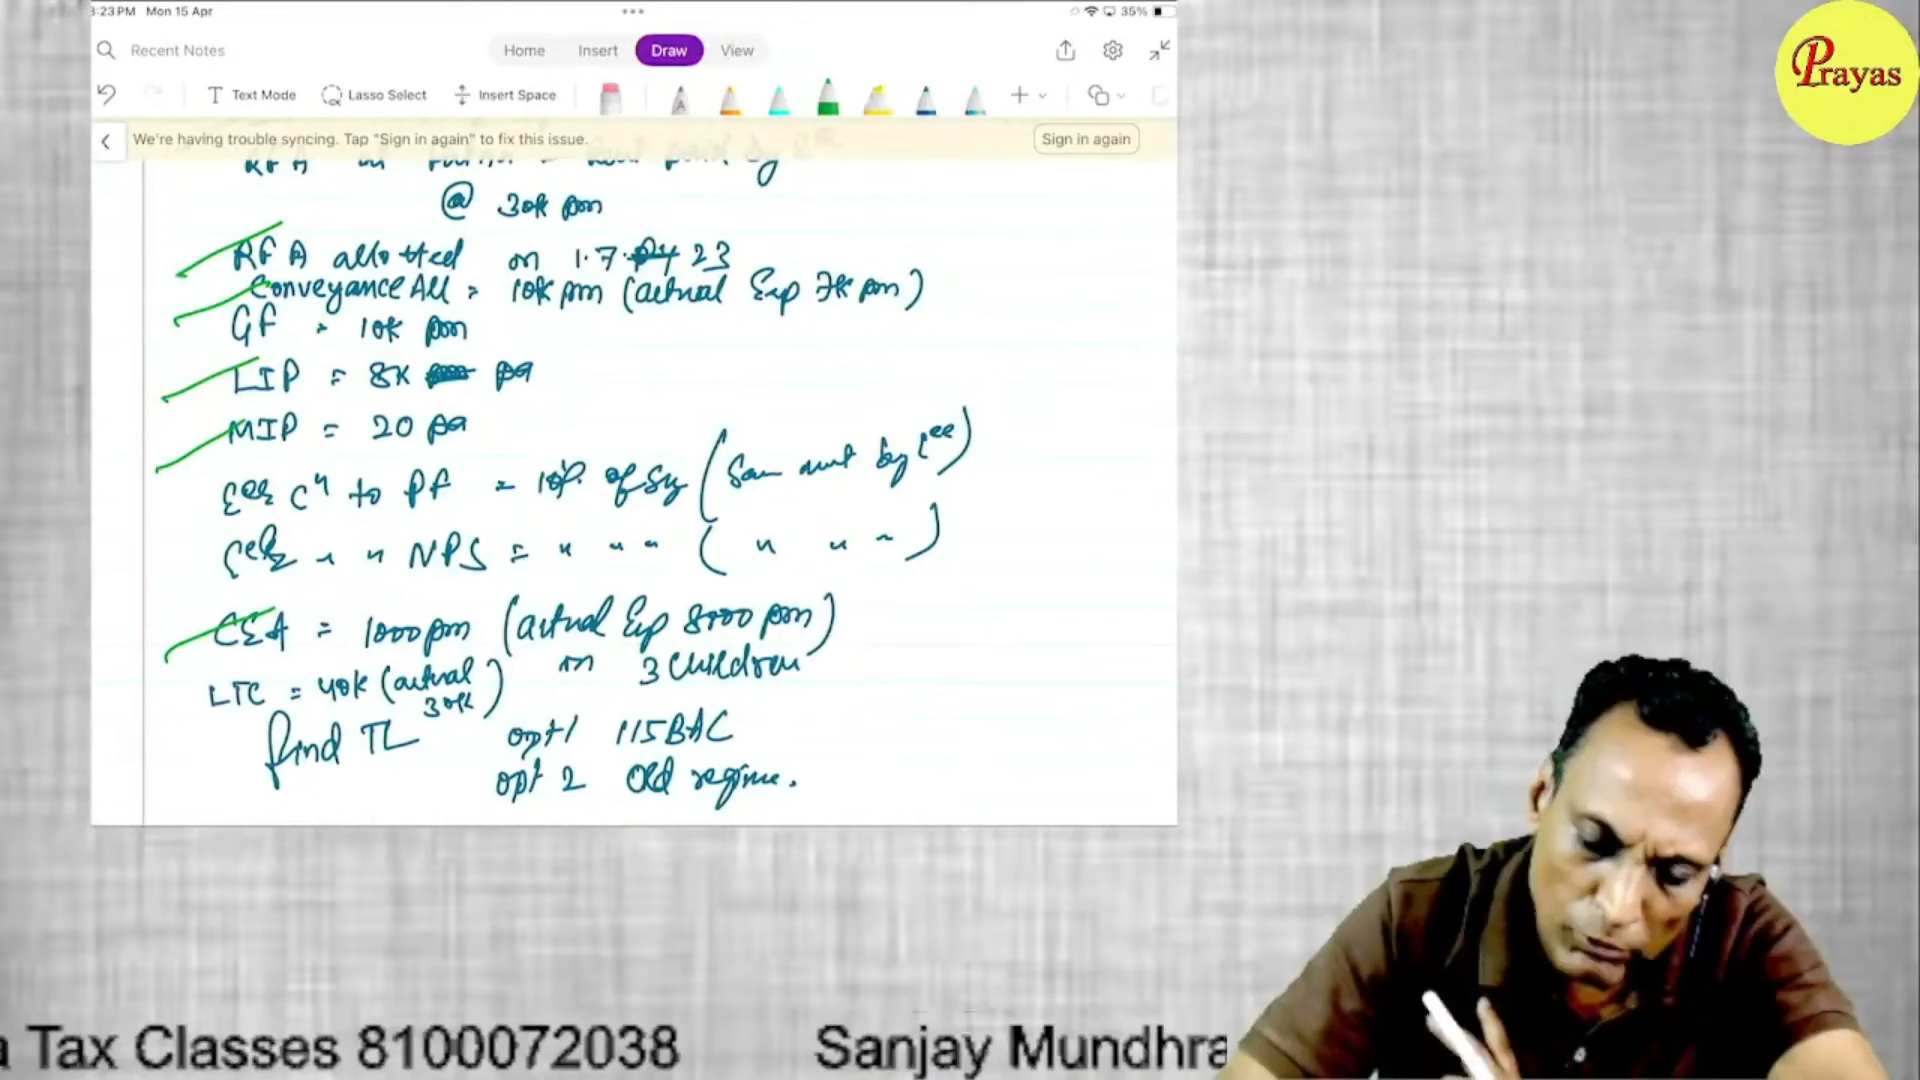 3:23 PM Mon 15 Apr
35%
Recent Notes
Home Insert Draw View
Text Mode Lasso Select Insert Space
We're having trouble syncing. Tap "Sign in again" to fix this issue.
Sign in again
Prayas
RFA paid by
@ 30k pm
RFA allotted on 1.7. 23
Conveyance All = 10k pm (actual Exp 7k pm)
GF = 10k pm
LIP = 8K pa
MIP = 20 pa
to PF = 10% of Sy (Sam amt by Eee)
" " NPS = " " " ( " " " )
CEA = 1000 pm (actual Exp 8000 pm)
on 3 Children
LTC = 40k (actual 30k)
find TL opt 1 115BAC
opt 2 Old regime.
a Tax Classes 8100072038 Sanjay Mundhra